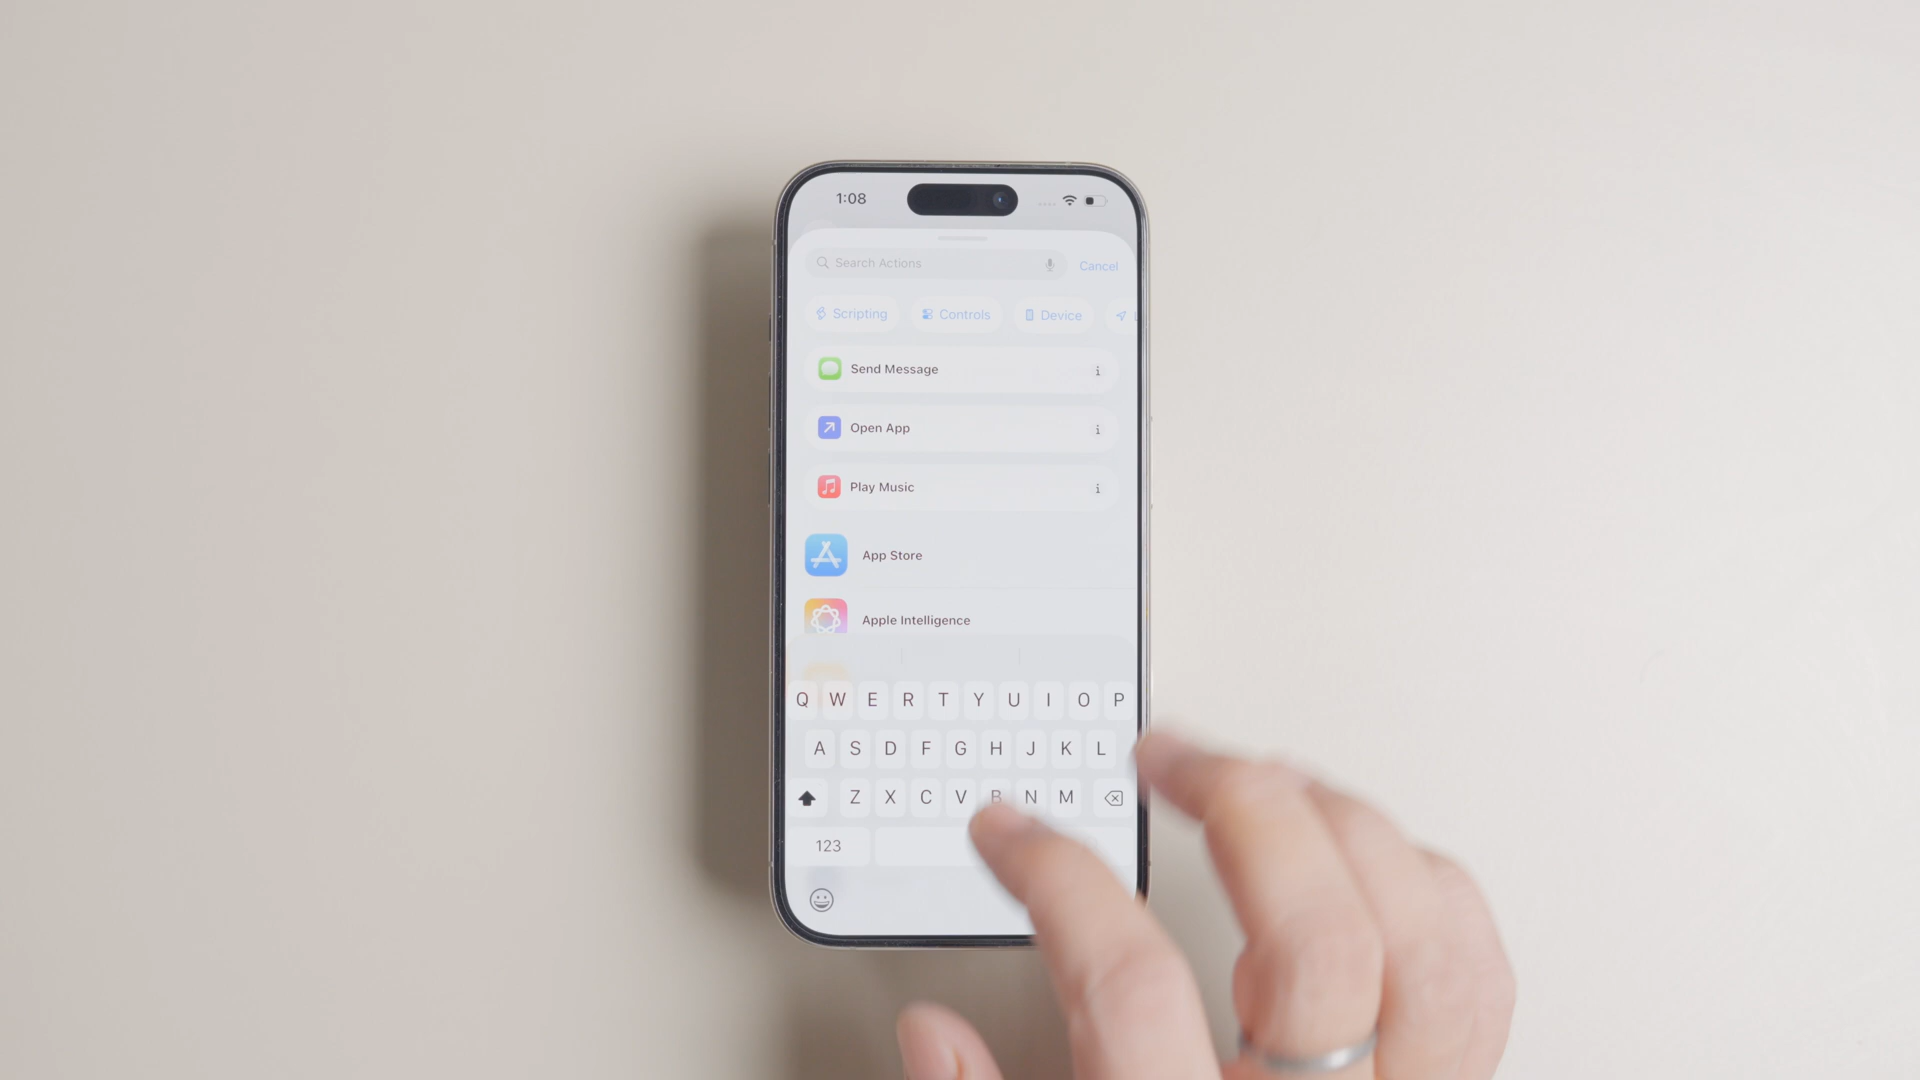 1:08
Search Actions Cancel
Scripting Controls Device
Send Message
Open App
Play Music
App Store
Apple Intelligence
Q W E R T Y U I O P
A S D F G H J K L
Z X C V B N M
123